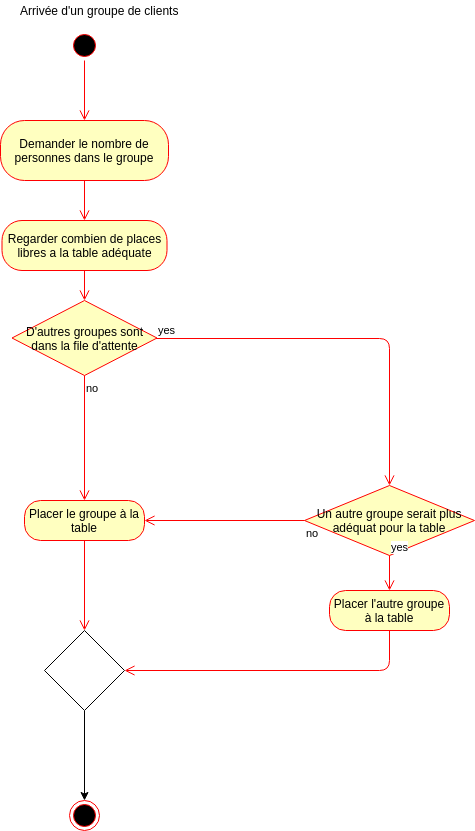 Arrivée d'un groupe de clients
Demander le nombre de
personnes dans le groupe
Regarder combien de places
libres a la table adéquate
D'autres groupes sont
dans la file d'attente
yes
no
Placer le groupe à la
table
Un autre groupe serait plus
adéquat pour la table
no
yes
Placer l'autre groupe
à la table